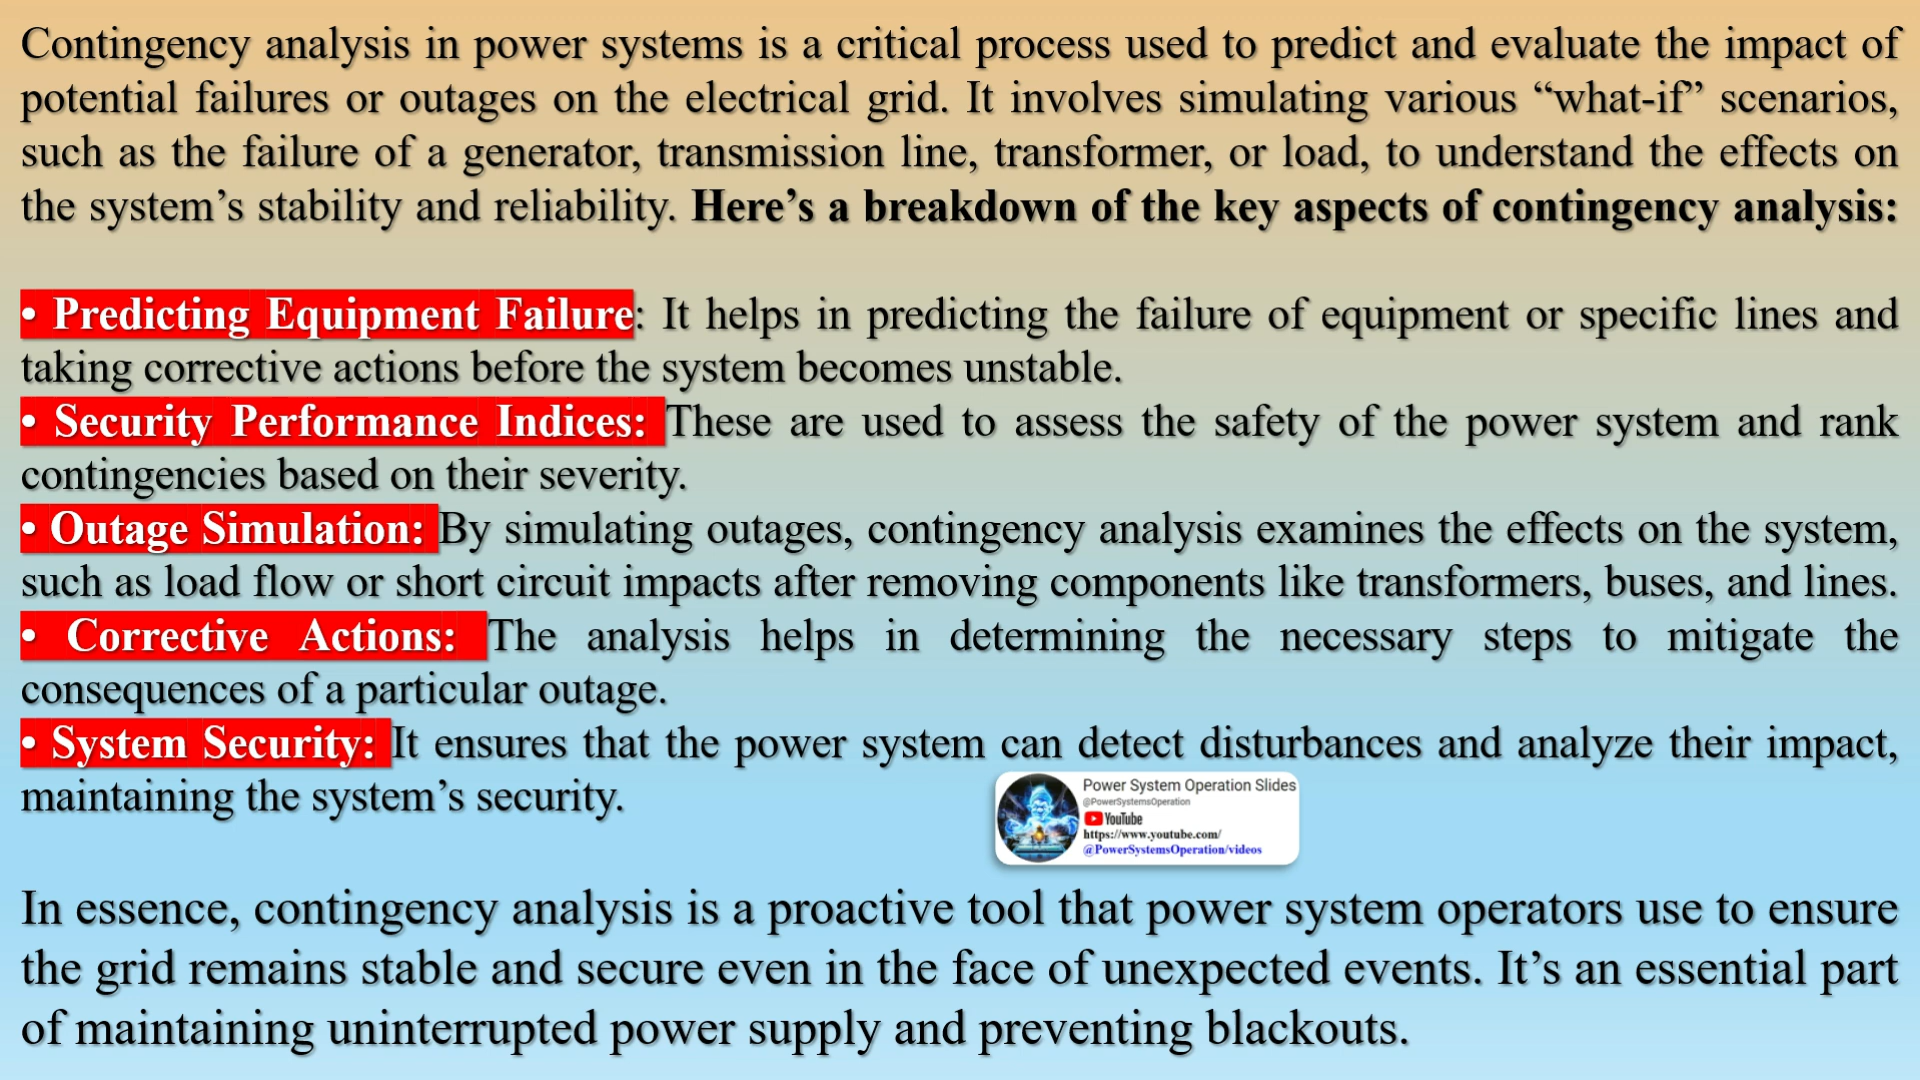 Contingency analysis in power systems is a critical process used to predict and evaluate the impact of
potential failures or outages on the electrical grid. It involves simulating various “what-if” scenarios,
such as the failure of a generator, transmission line, transformer, or load, to understand the effects on
the system’s stability and reliability. Here’s a breakdown of the key aspects of contingency analysis:
• Predicting Equipment Failure: It helps in predicting the failure of equipment or specific lines and
taking corrective actions before the system becomes unstable.
• Security Performance Indices: These are used to assess the safety of the power system and rank
contingencies based on their severity.
• Outage Simulation: By simulating outages, contingency analysis examines the effects on the system,
such as load flow or short circuit impacts after removing components like transformers, buses, and lines.
• Corrective Actions: The analysis helps in determining the necessary steps to mitigate the
consequences of a particular outage.
• System Security: It ensures that the power system can detect disturbances and analyze their impact,
maintaining the system’s security.
Power System Operation Slides
@PowerSystemsOperation
YouTube
https://www.youtube.com/
@PowerSystemsOperation/videos
In essence, contingency analysis is a proactive tool that power system operators use to ensure
the grid remains stable and secure even in the face of unexpected events. It’s an essential part
of maintaining uninterrupted power supply and preventing blackouts.